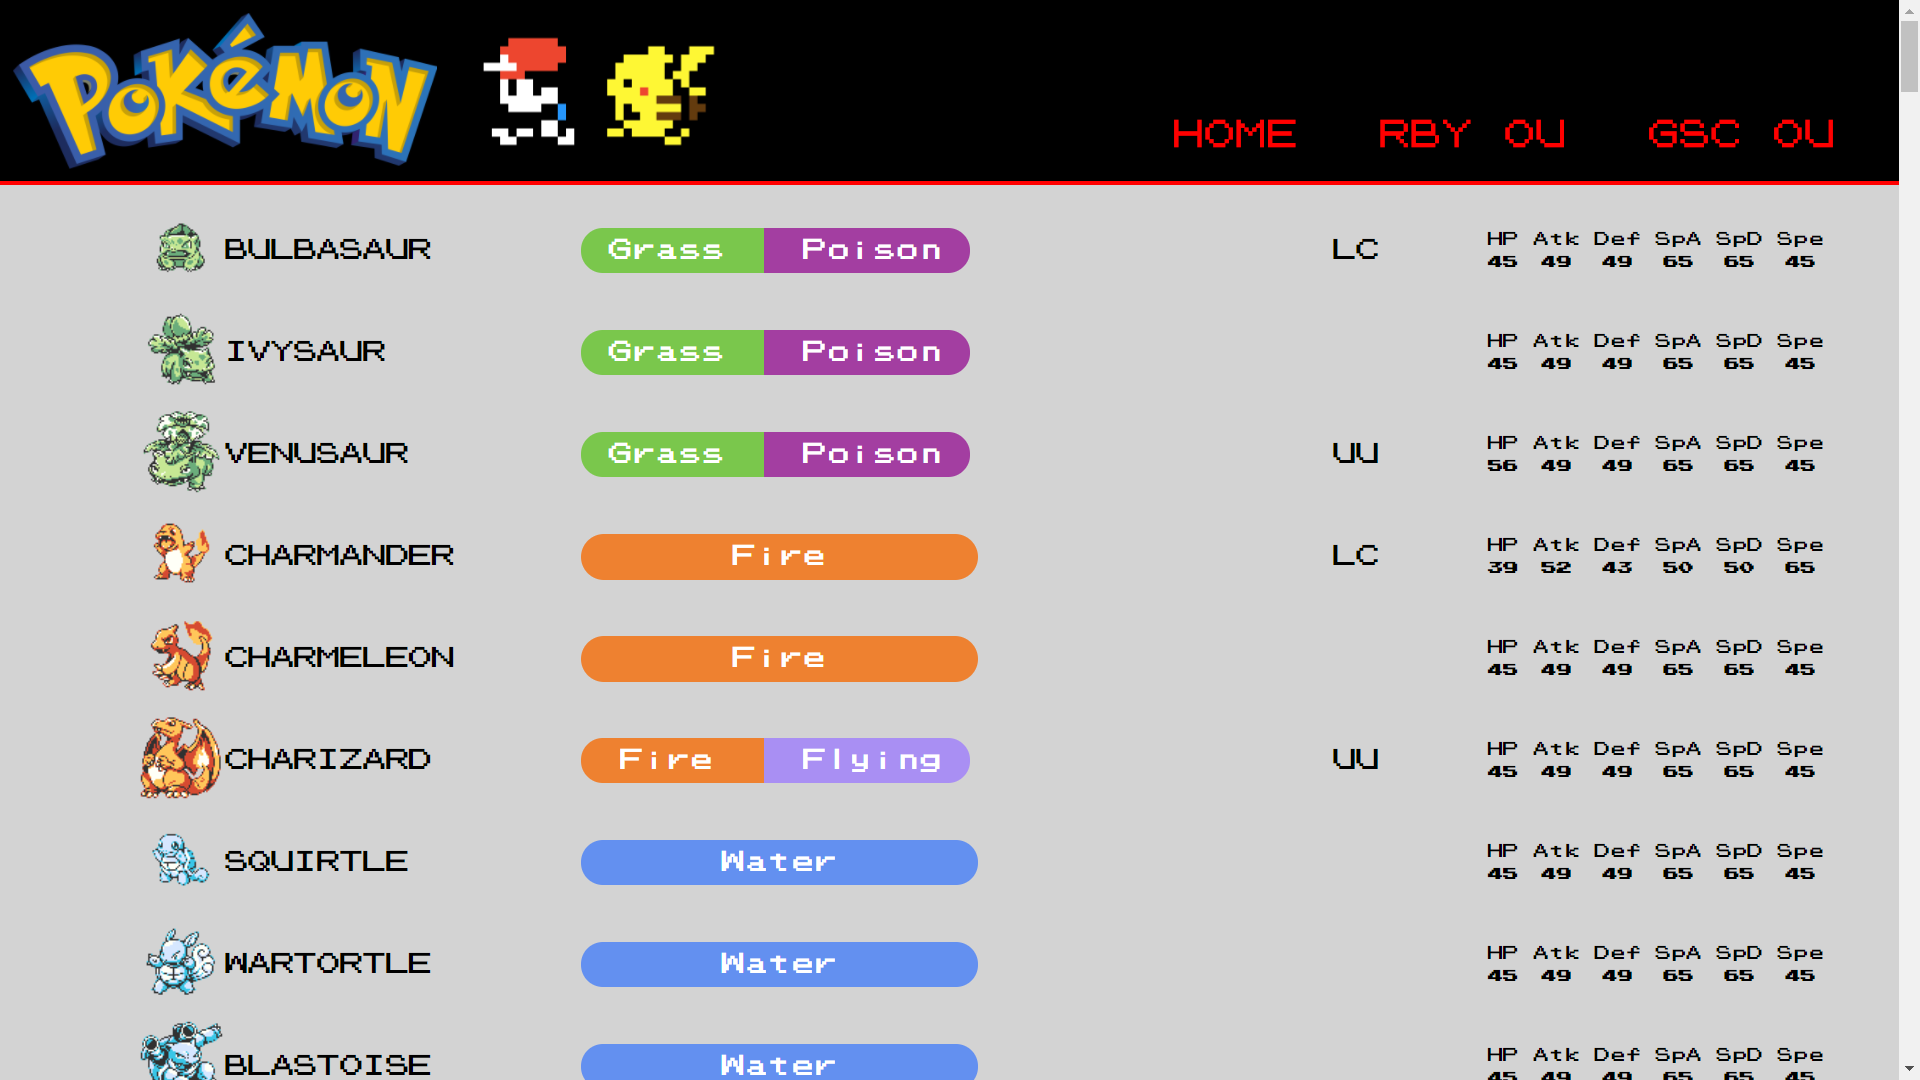 POKéMON
HOME RBY OU GSC OU
BULBASAUR Grass Poison LC HP Atk Def SpA SpD Spe
45 49 49 65 65 45
IVYSAUR Grass Poison HP Atk Def SpA SpD Spe
45 49 49 65 65 45
VENUSAUR Grass Poison UU HP Atk Def SpA SpD Spe
56 49 49 65 65 45
CHARMANDER Fire LC HP Atk Def SpA SpD Spe
39 52 43 50 50 65
CHARMELEON Fire HP Atk Def SpA SpD Spe
45 49 49 65 65 45
CHARIZARD Fire Flying UU HP Atk Def SpA SpD Spe
45 49 49 65 65 45
SQUIRTLE Water HP Atk Def SpA SpD Spe
45 49 49 65 65 45
WARTORTLE Water HP Atk Def SpA SpD Spe
45 49 49 65 65 45
BLASTOISE Water HP Atk Def SpA SpD Spe